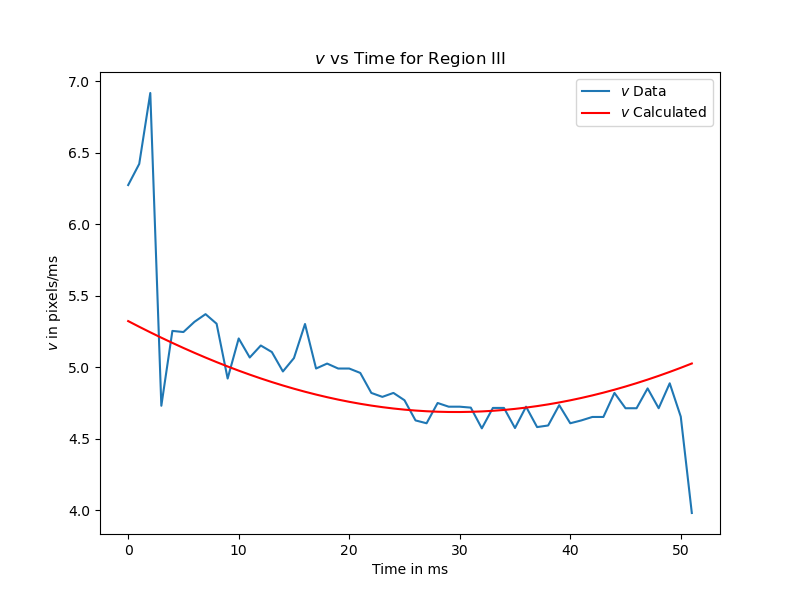 v vs Time for Region III
v Data
v Calculated
7.0
6.5
6.0
5.5
5.0
4.5
4.0
v in pixels/ms
0 10 20 30 40 50
Time in ms